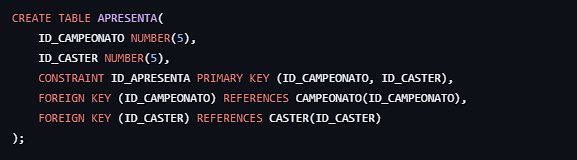 CREATE TABLE APRESENTA(
    ID_CAMPEONATO NUMBER(5),
    ID_CASTER NUMBER(5),
    CONSTRAINT ID_APRESENTA PRIMARY KEY (ID_CAMPEONATO, ID_CASTER),
    FOREIGN KEY (ID_CAMPEONATO) REFERENCES CAMPEONATO(ID_CAMPEONATO),
    FOREIGN KEY (ID_CASTER) REFERENCES CASTER(ID_CASTER)
);